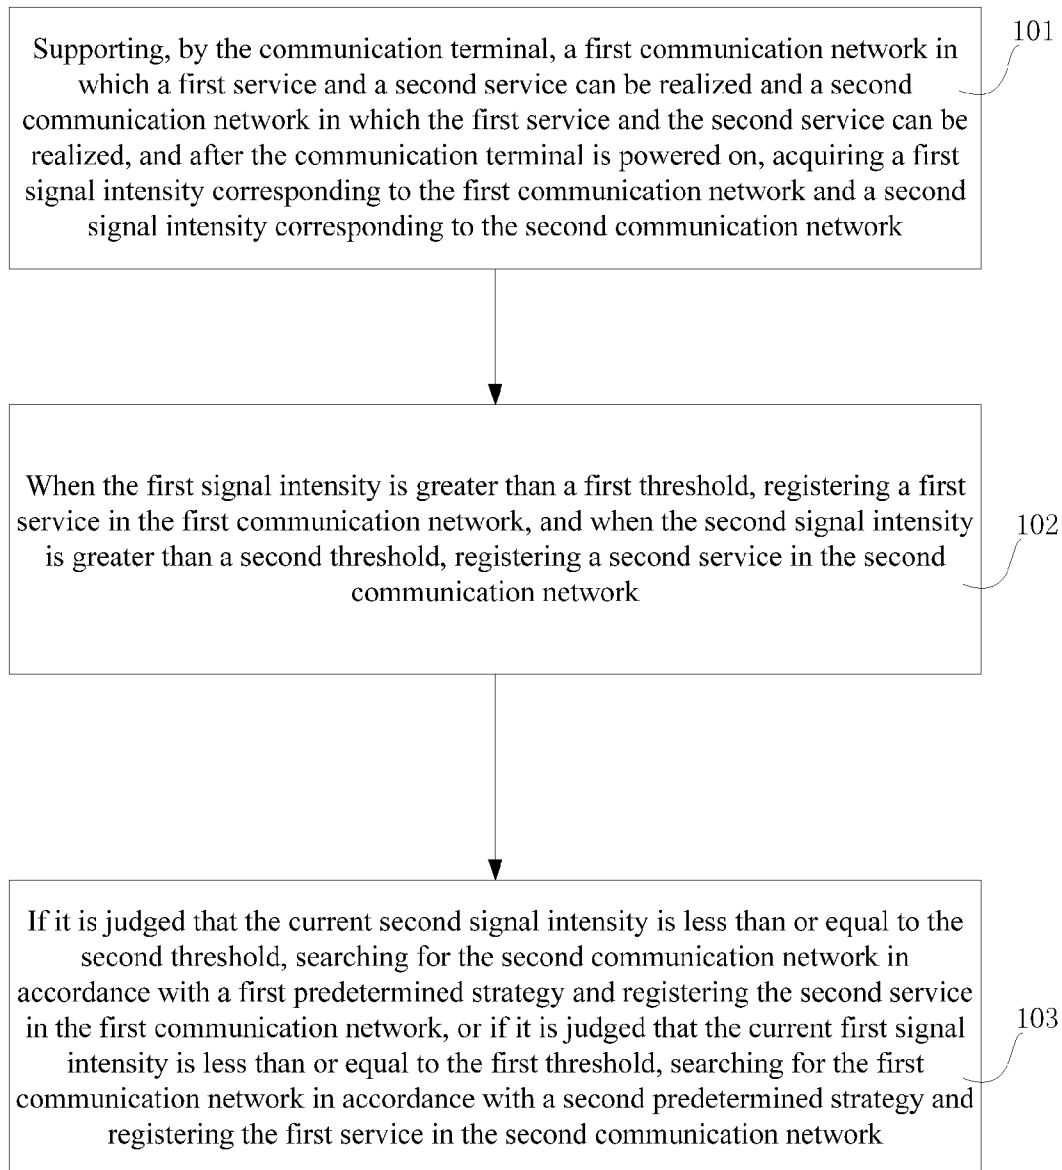 101
Supporting, by the communication terminal, a first communication network in
which a first service and a second service can be realized and a second
communication network in which the first service and the second service can be
realized, and after the communication terminal is powered on, acquiring a first
signal intensity corresponding to the first communication network and a second
signal intensity corresponding to the second communication network
When the first signal intensity is greater than a first threshold, registering a first
service in the first communication network, and when the second signal intensity
is greater than a second threshold, registering a second service in the second
communication network
102
If it is judged that the current second signal intensity is less than or equal to the
second threshold, searching for the second communication network in
accordance with a first predetermined strategy and registering the second service
in the first communication network, or if it is judged that the current first signal
intensity is less than or equal to the first threshold, searching for the first
communication network in accordance with a second predetermined strategy and
registering the first service in the second communication network
103